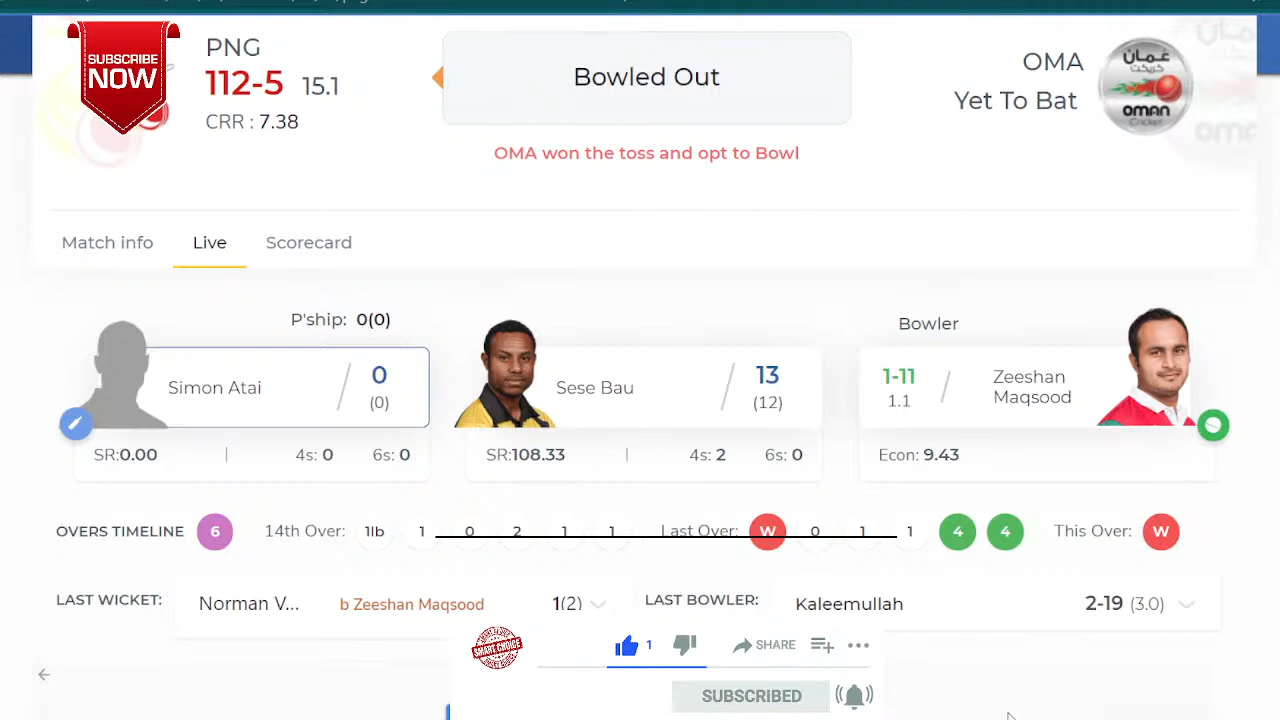 SUBSCRIBE
NOW
PNG
112-5 15.1
CRR : 7.38
Bowled Out
OMA won the toss and opt to Bowl
OMA
Yet To Bat
عُمان
كريكت
OMAN
Cricket
Match info Live Scorecard
P'ship: 0(0)
Simon Atai 0
(0)
SR:0.00 | 4s: 0 6s: 0
Sese Bau 13
(12)
SR:108.33 | 4s: 2 6s: 0
Bowler
1-11
1.1
Zeeshan
Maqsood
Econ: 9.43
OVERS TIMELINE 6 14th Over: 1lb 1 0 2 1 1 Last Over: W 0 1 1 4 4 This Over: W
LAST WICKET: Norman V... b Zeeshan Maqsood 1(2) LAST BOWLER: Kaleemullah 2-19 (3.0)
SMART CHOICE
1 SHARE
SUBSCRIBED